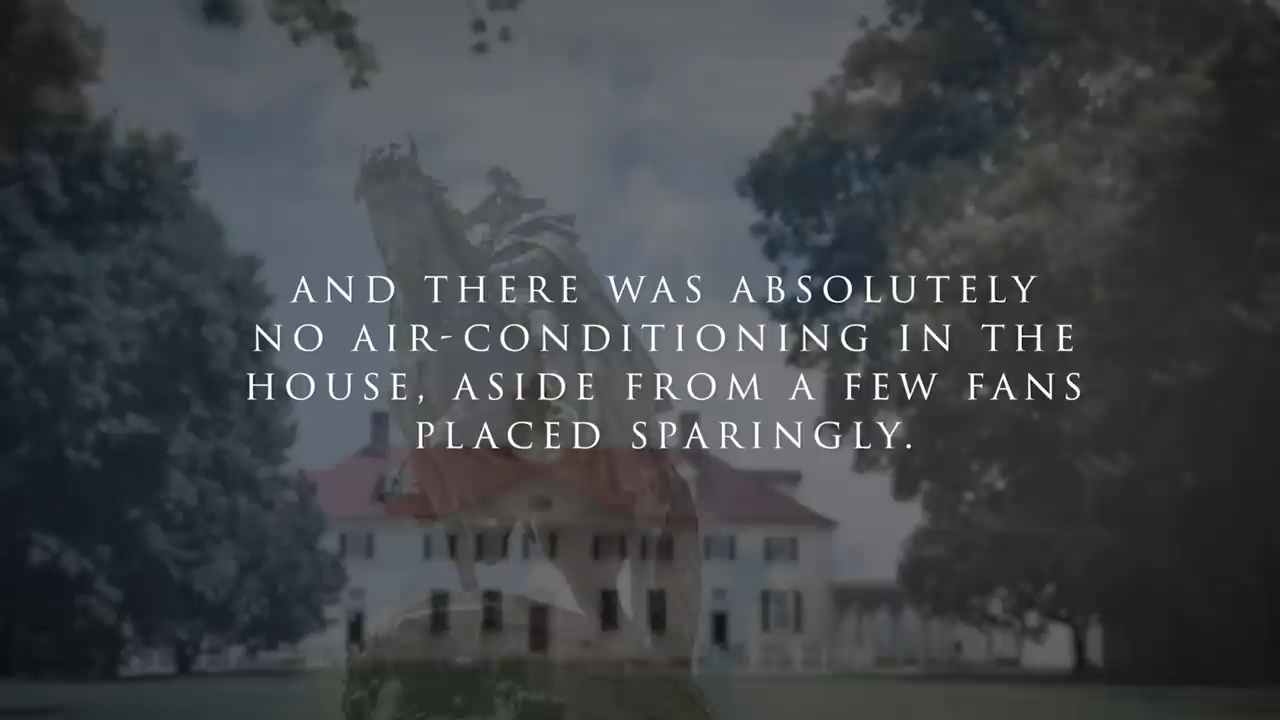 AND THERE WAS ABSOLUTELY
NO AIR-CONDITIONING IN THE
HOUSE, ASIDE FROM A FEW FANS
PLACED SPARINGLY.